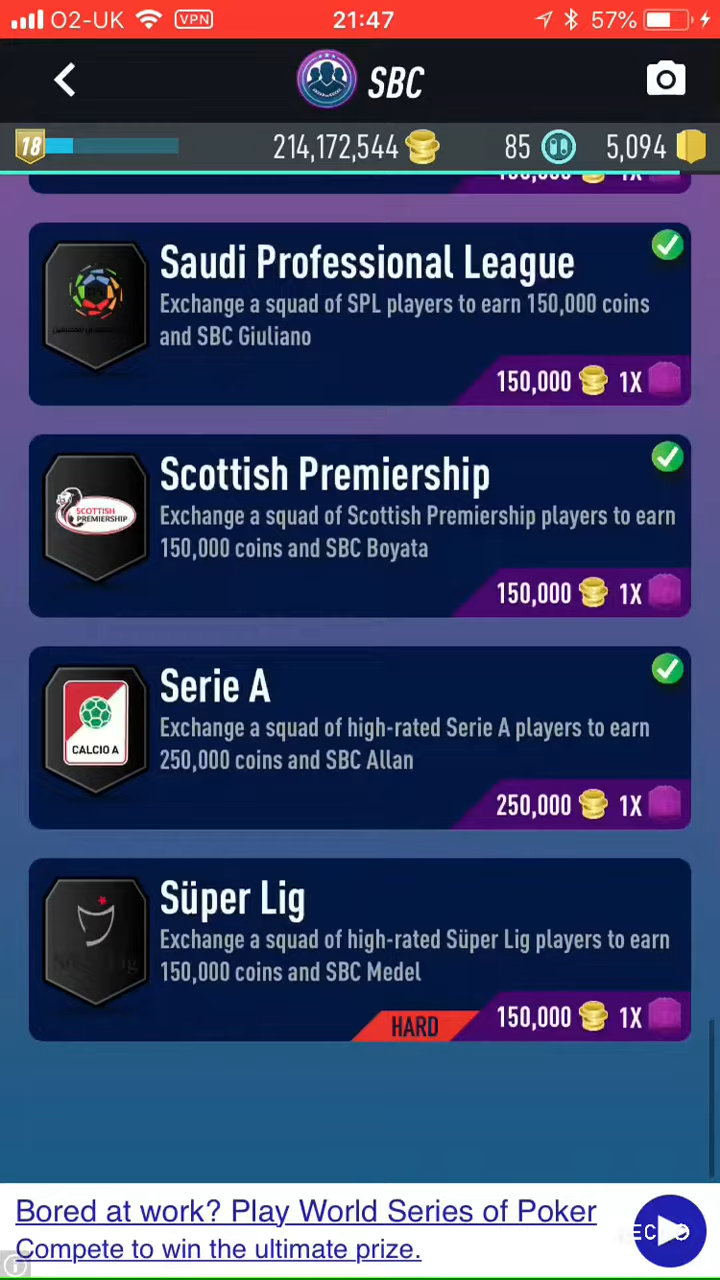 O2-UK VPN 21:47 57%
SBC
18 214,172,544 85 5,094
Saudi Professional League
Exchange a squad of SPL players to earn 150,000 coins
and SBC Giuliano
150,000 1X
Scottish Premiership
SCOTTISH
PREMIERSHIP
Exchange a squad of Scottish Premiership players to earn
150,000 coins and SBC Boyata
150,000 1X
Serie A
CALCIO A
Exchange a squad of high-rated Serie A players to earn
250,000 coins and SBC Allan
250,000 1X
Süper Lig
Exchange a squad of high-rated Süper Lig players to earn
150,000 coins and SBC Medel
HARD 150,000 1X
Bored at work? Play World Series of Poker
Compete to win the ultimate prize.